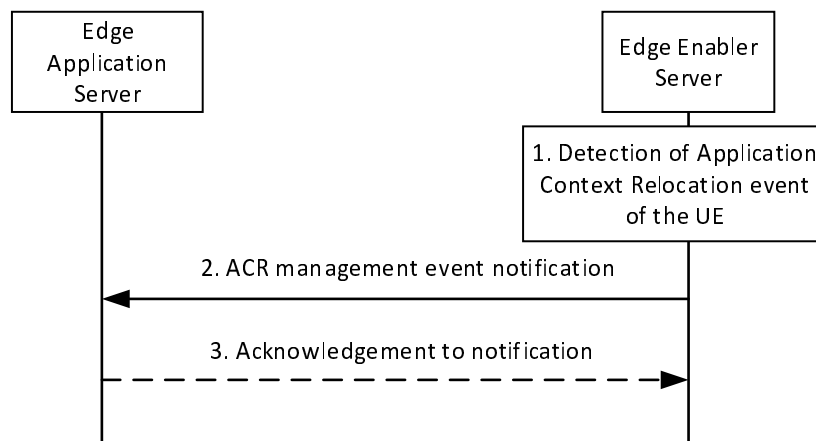 Edge
Application
Server
Edge Enabler
Server
1. Detection of Application
Context Relocation event
of the UE
2. ACR management event notification
3. Acknowledgement to notification